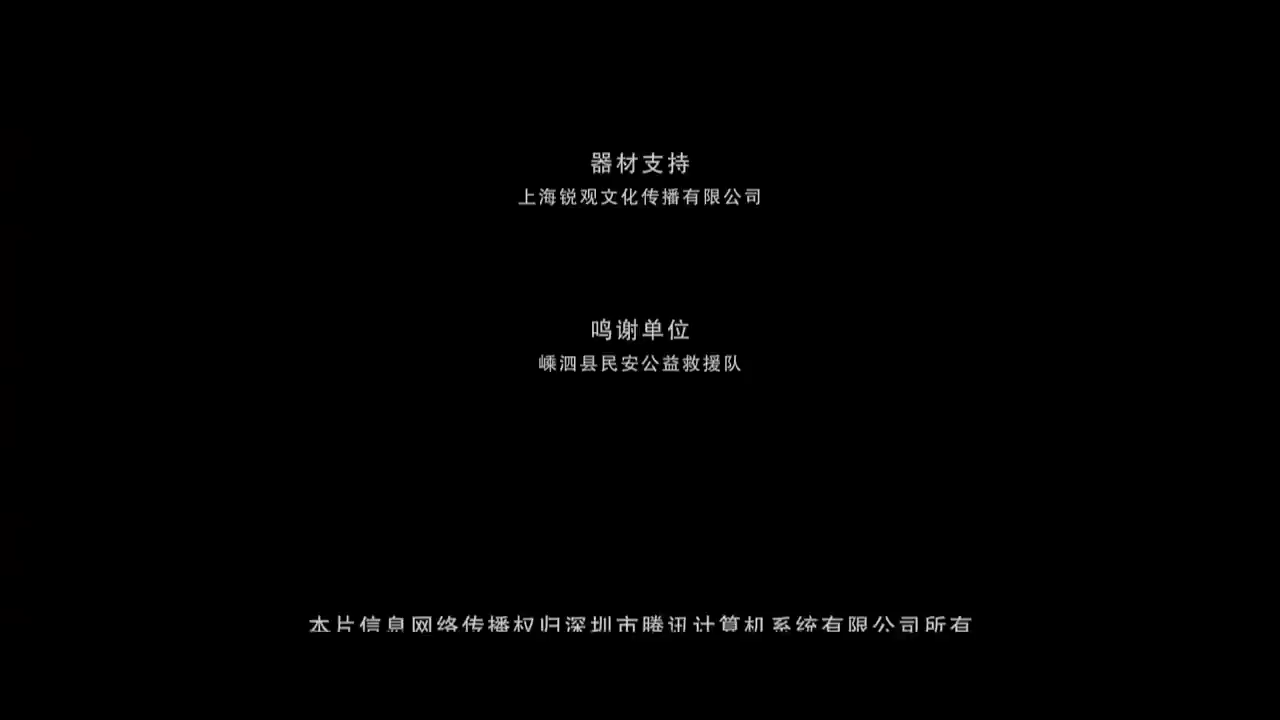 器材支持
上海锐观文化传播有限公司
鸣谢单位
嵊泗县民安公益救援队
本片信息网络传播权归深圳市腾讯计算机系统有限公司所有